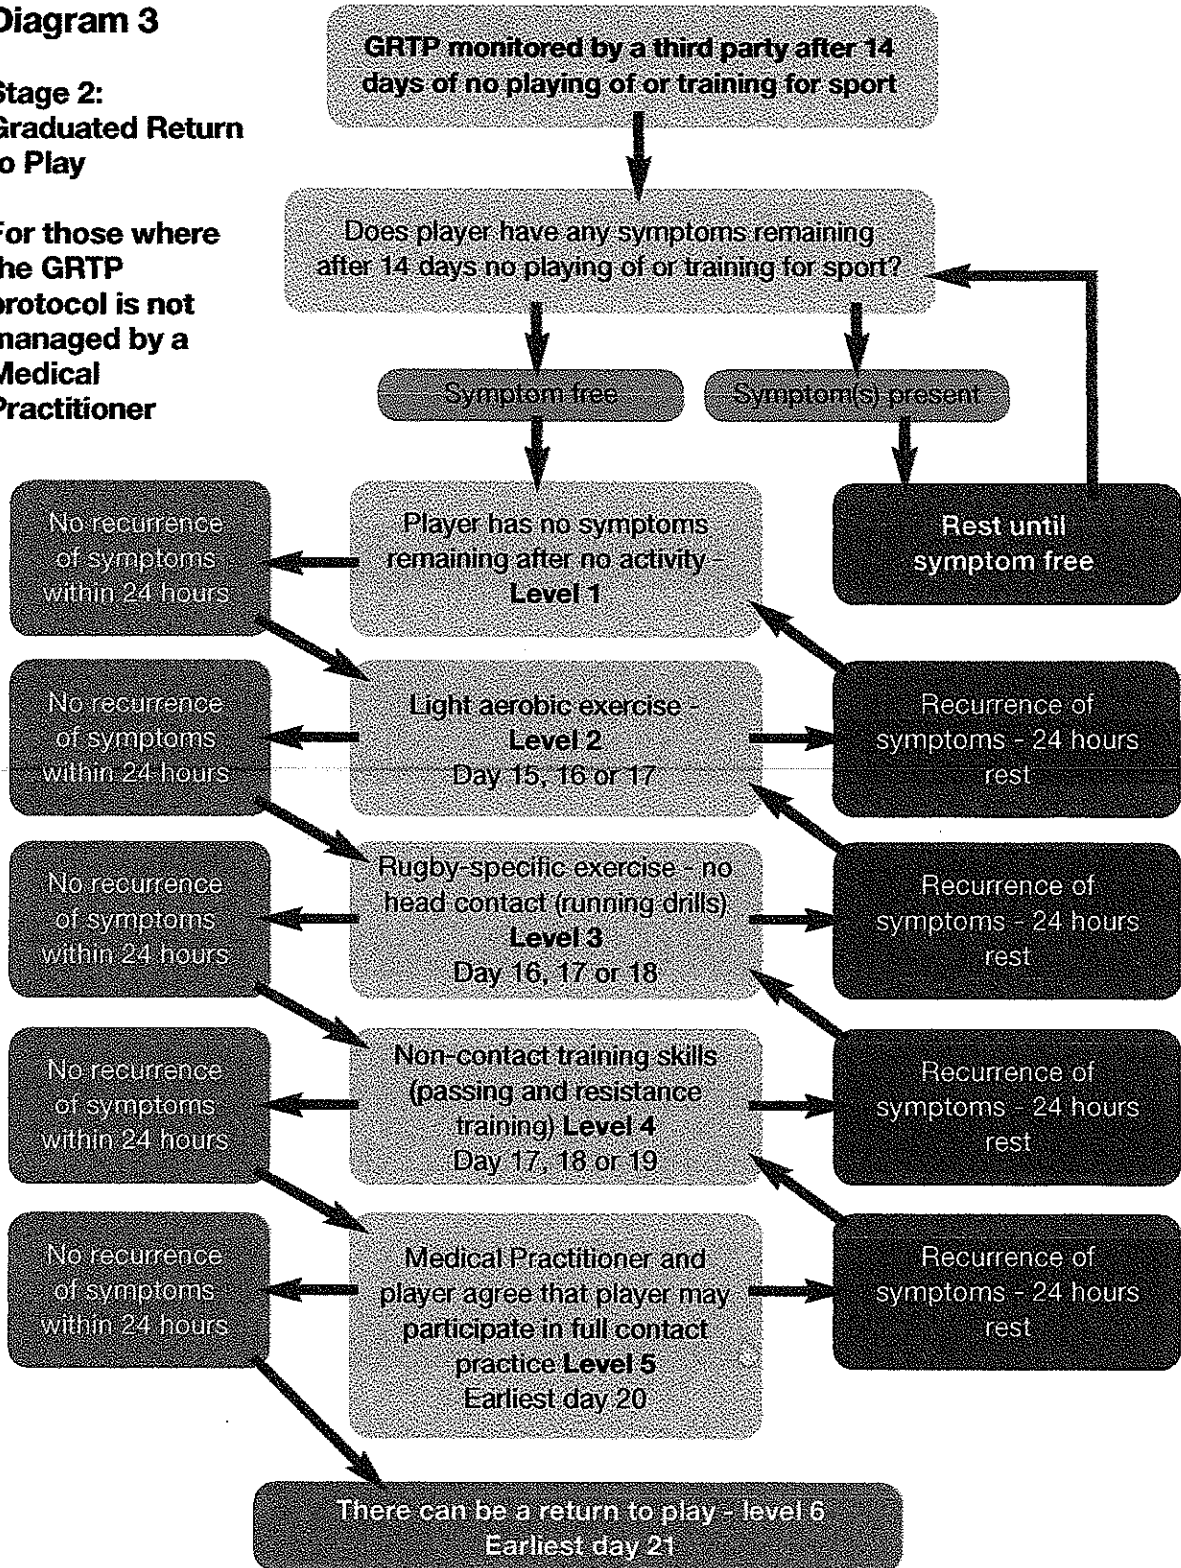 Diagram 3
Stage 2:
Graduated Return
to Play
For those where
the GRTP
protocol is not
managed by a
Medical
Practitioner
GRTP monitored by a third party after 14
days of no playing of or training for sport
Does player have any symptoms remaining
after 14 days no playing of or training for sport?
Symptom free
Symptom(s) present
No recurrence
of symptoms
within 24 hours
Player has no symptoms
remaining after no activity -
Level 1
Rest until
symptom free
No recurrence
of symptoms
within 24 hours
Light aerobic exercise -
Level 2
Day 15, 16 or 17
Recurrence of
symptoms - 24 hours
rest
No recurrence
of symptoms
within 24 hours
Rugby-specific exercise - no
head contact (running drills)
Level 3
Day 16, 17 or 18
Recurrence of
symptoms - 24 hours
rest
No recurrence
of symptoms
within 24 hours
Non-contact training skills
(passing and resistance
training) Level 4
Day 17, 18 or 19
Recurrence of
symptoms - 24 hours
rest
No recurrence
of symptoms
within 24 hours
Medical Practitioner and
player agree that player may
participate in full contact
practice Level 5
Earliest day 20
Recurrence of
symptoms - 24 hours
rest
There can be a return to play - level 6
Earliest day 21